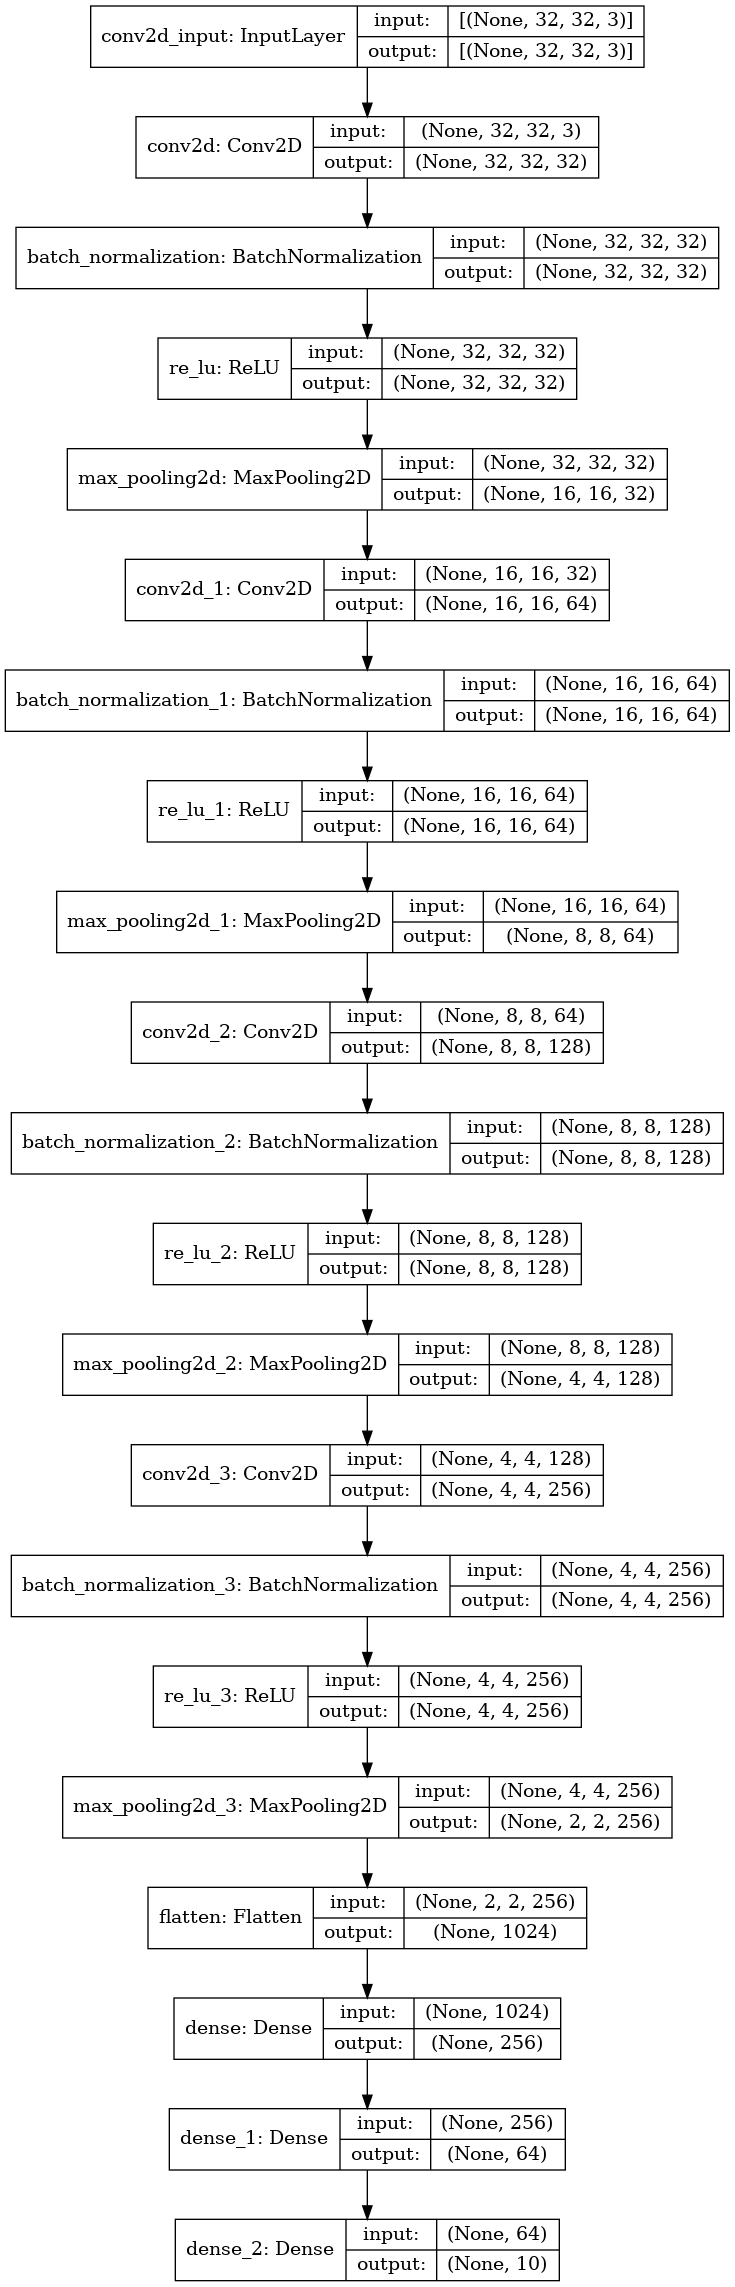 conv2d_input: InputLayer
input: [(None, 32, 32, 3)]
output: [(None, 32, 32, 3)]
conv2d: Conv2D
input: (None, 32, 32, 3)
output: (None, 32, 32, 32)
batch_normalization: BatchNormalization
input: (None, 32, 32, 32)
output: (None, 32, 32, 32)
re_lu: ReLU
input: (None, 32, 32, 32)
output: (None, 32, 32, 32)
max_pooling2d: MaxPooling2D
input: (None, 32, 32, 32)
output: (None, 16, 16, 32)
conv2d_1: Conv2D
input: (None, 16, 16, 32)
output: (None, 16, 16, 64)
batch_normalization_1: BatchNormalization
input: (None, 16, 16, 64)
output: (None, 16, 16, 64)
re_lu_1: ReLU
input: (None, 16, 16, 64)
output: (None, 16, 16, 64)
max_pooling2d_1: MaxPooling2D
input: (None, 16, 16, 64)
output: (None, 8, 8, 64)
conv2d_2: Conv2D
input: (None, 8, 8, 64)
output: (None, 8, 8, 128)
batch_normalization_2: BatchNormalization
input: (None, 8, 8, 128)
output: (None, 8, 8, 128)
re_lu_2: ReLU
input: (None, 8, 8, 128)
output: (None, 8, 8, 128)
max_pooling2d_2: MaxPooling2D
input: (None, 8, 8, 128)
output: (None, 4, 4, 128)
conv2d_3: Conv2D
input: (None, 4, 4, 128)
output: (None, 4, 4, 256)
batch_normalization_3: BatchNormalization
input: (None, 4, 4, 256)
output: (None, 4, 4, 256)
re_lu_3: ReLU
input: (None, 4, 4, 256)
output: (None, 4, 4, 256)
max_pooling2d_3: MaxPooling2D
input: (None, 4, 4, 256)
output: (None, 2, 2, 256)
flatten: Flatten
input: (None, 2, 2, 256)
output: (None, 1024)
dense: Dense
input: (None, 1024)
output: (None, 256)
dense_1: Dense
input: (None, 256)
output: (None, 64)
dense_2: Dense
input: (None, 64)
output: (None, 10)